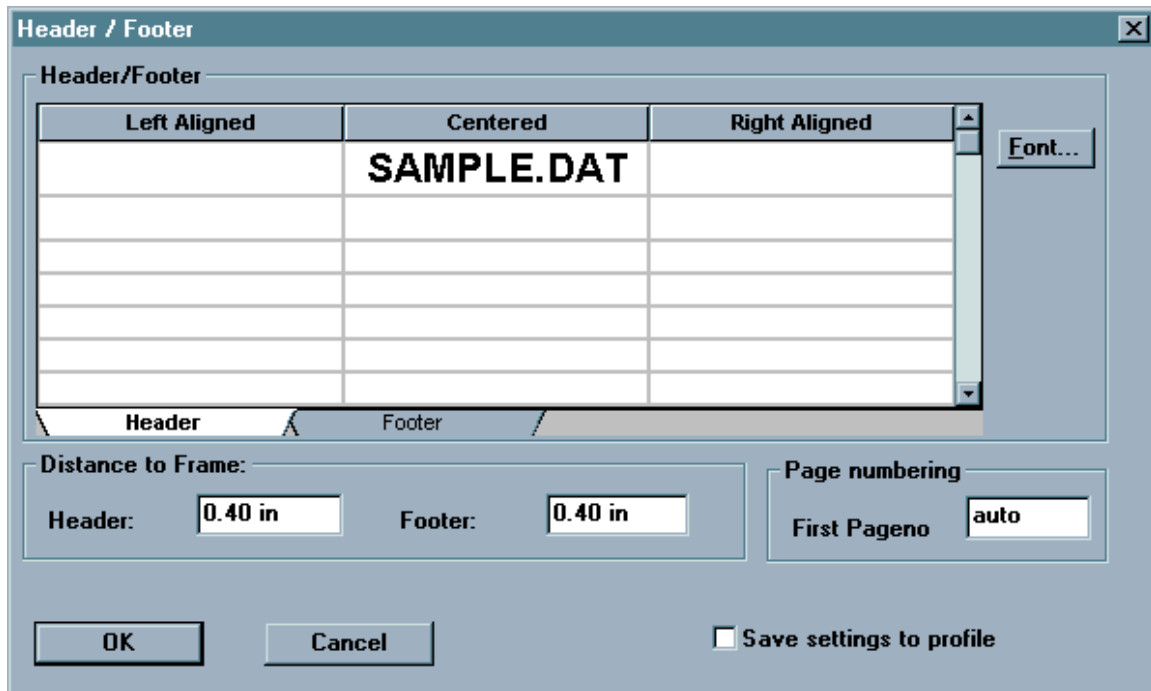 Header / Footer
Header/Footer
Left Aligned Centered Right Aligned
Font...
SAMPLE.DAT
Header Footer
Distance to Frame:
Header: 0.40 in Footer: 0.40 in
Page numbering
First Pageno auto
OK Cancel
Save settings to profile